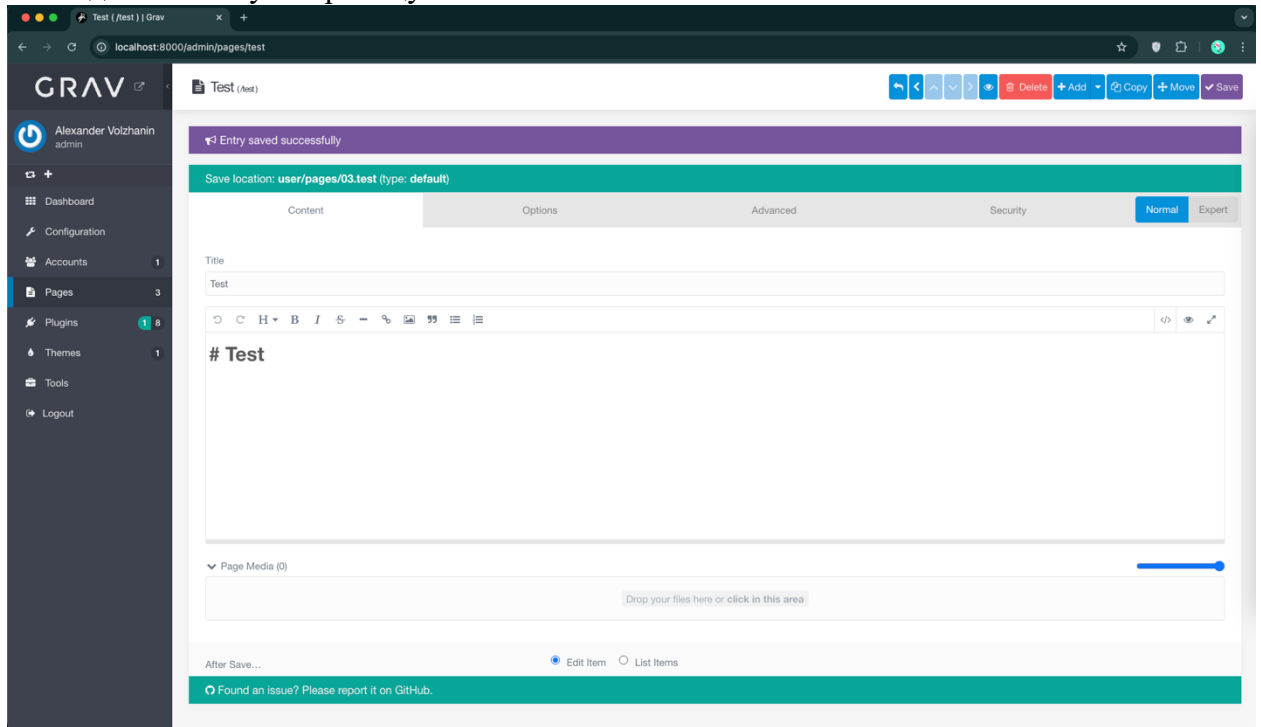 Test ( /test ) | Grav
localhost:8000/admin/pages/test
GRAV
Test (/test)
Delete
Add
Copy
Move
Save
Alexander Volzhanin
admin
Entry saved successfully
Save location: user/pages/03.test (type: default)
Dashboard
Configuration
Accounts 1
Pages 3
Plugins 1 8
Themes 1
Tools
Logout
Content
Options
Advanced
Security
Normal
Expert
Title
Test
H B I S
# Test
Page Media (0)
Drop your files here or click in this area
After Save...
Edit Item
List Items
Found an issue? Please report it on GitHub.